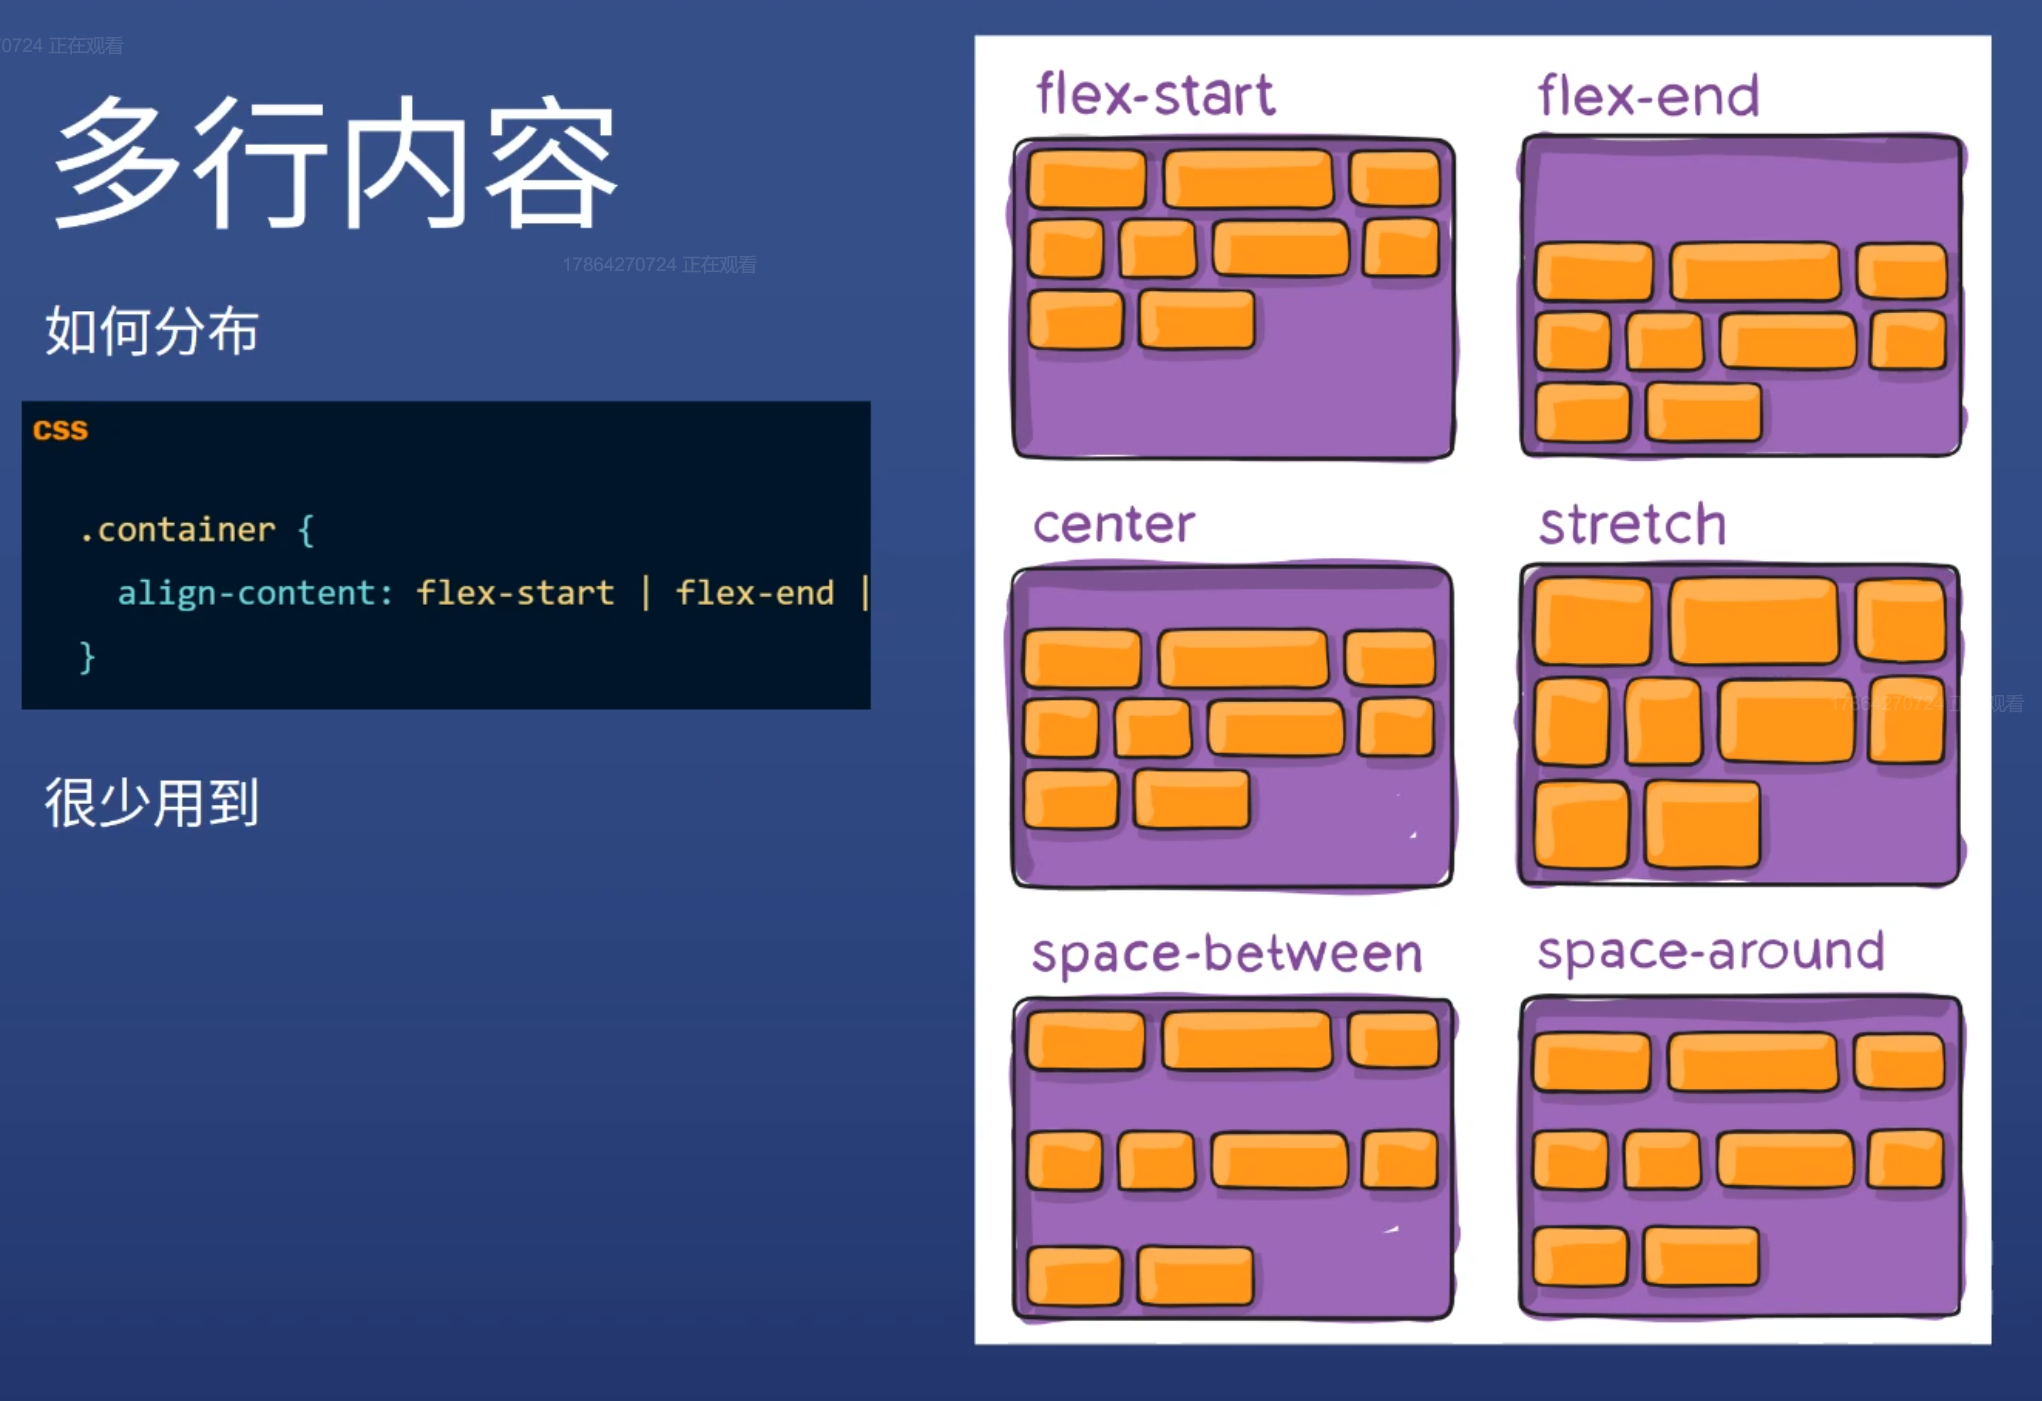 0724 正在观看
多行内容
17864270724 正在观看
如何分布
css
.container {
align-content: flex-start | flex-end |
}
很少用到
flex-start
flex-end
center
stretch
17864270724 正在观看
space-between
space-around